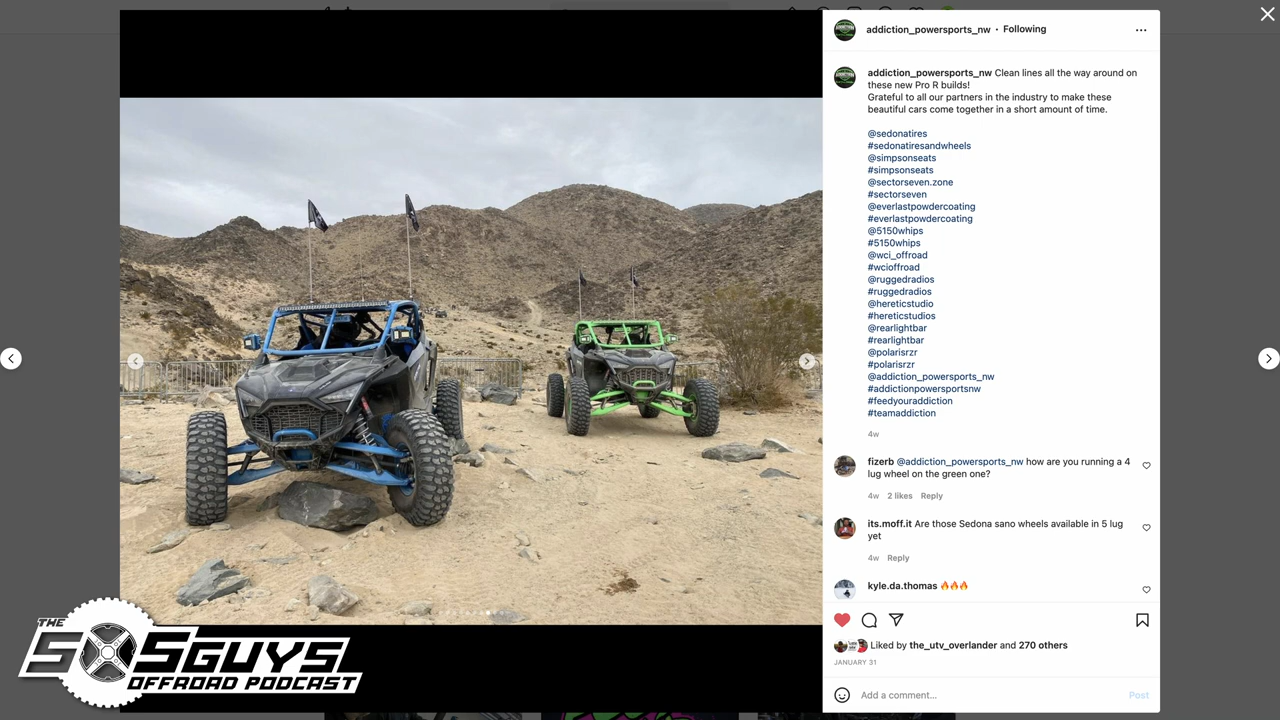 addiction_powersports_nw • Following
addiction_powersports_nw Clean lines all the way around on
these new Pro R builds!
Grateful to all our partners in the industry to make these
beautiful cars come together in a short amount of time.
@sedonatires
#sedonatiresandwheels
@simpsonseats
#simpsonseats
@sectorseven.zone
#sectorseven
@everlastpowdercoating
#everlastpowdercoating
@5150whips
#5150whips
@wci_offroad
#wcioffroad
@ruggedradios
#ruggedradios
@hereticstudio
#hereticstudios
@rearlightbar
#rearlightbar
@polarisrzr
#polarisrzr
@addiction_powersports_nw
#addictionpowersportsnw
#feedyouraddiction
#teamaddiction
4w
fizerb @addiction_powersports_nw how are you running a 4
lug wheel on the green one?
4w 2 likes Reply
its.moff.it Are those Sedona sano wheels available in 5 lug
yet
4w Reply
kyle.da.thomas 🔥🔥🔥
Liked by the_utv_overlander and 270 others
JANUARY 31
Add a comment...
Post
THE
SXSGUYS
OFFROAD PODCAST